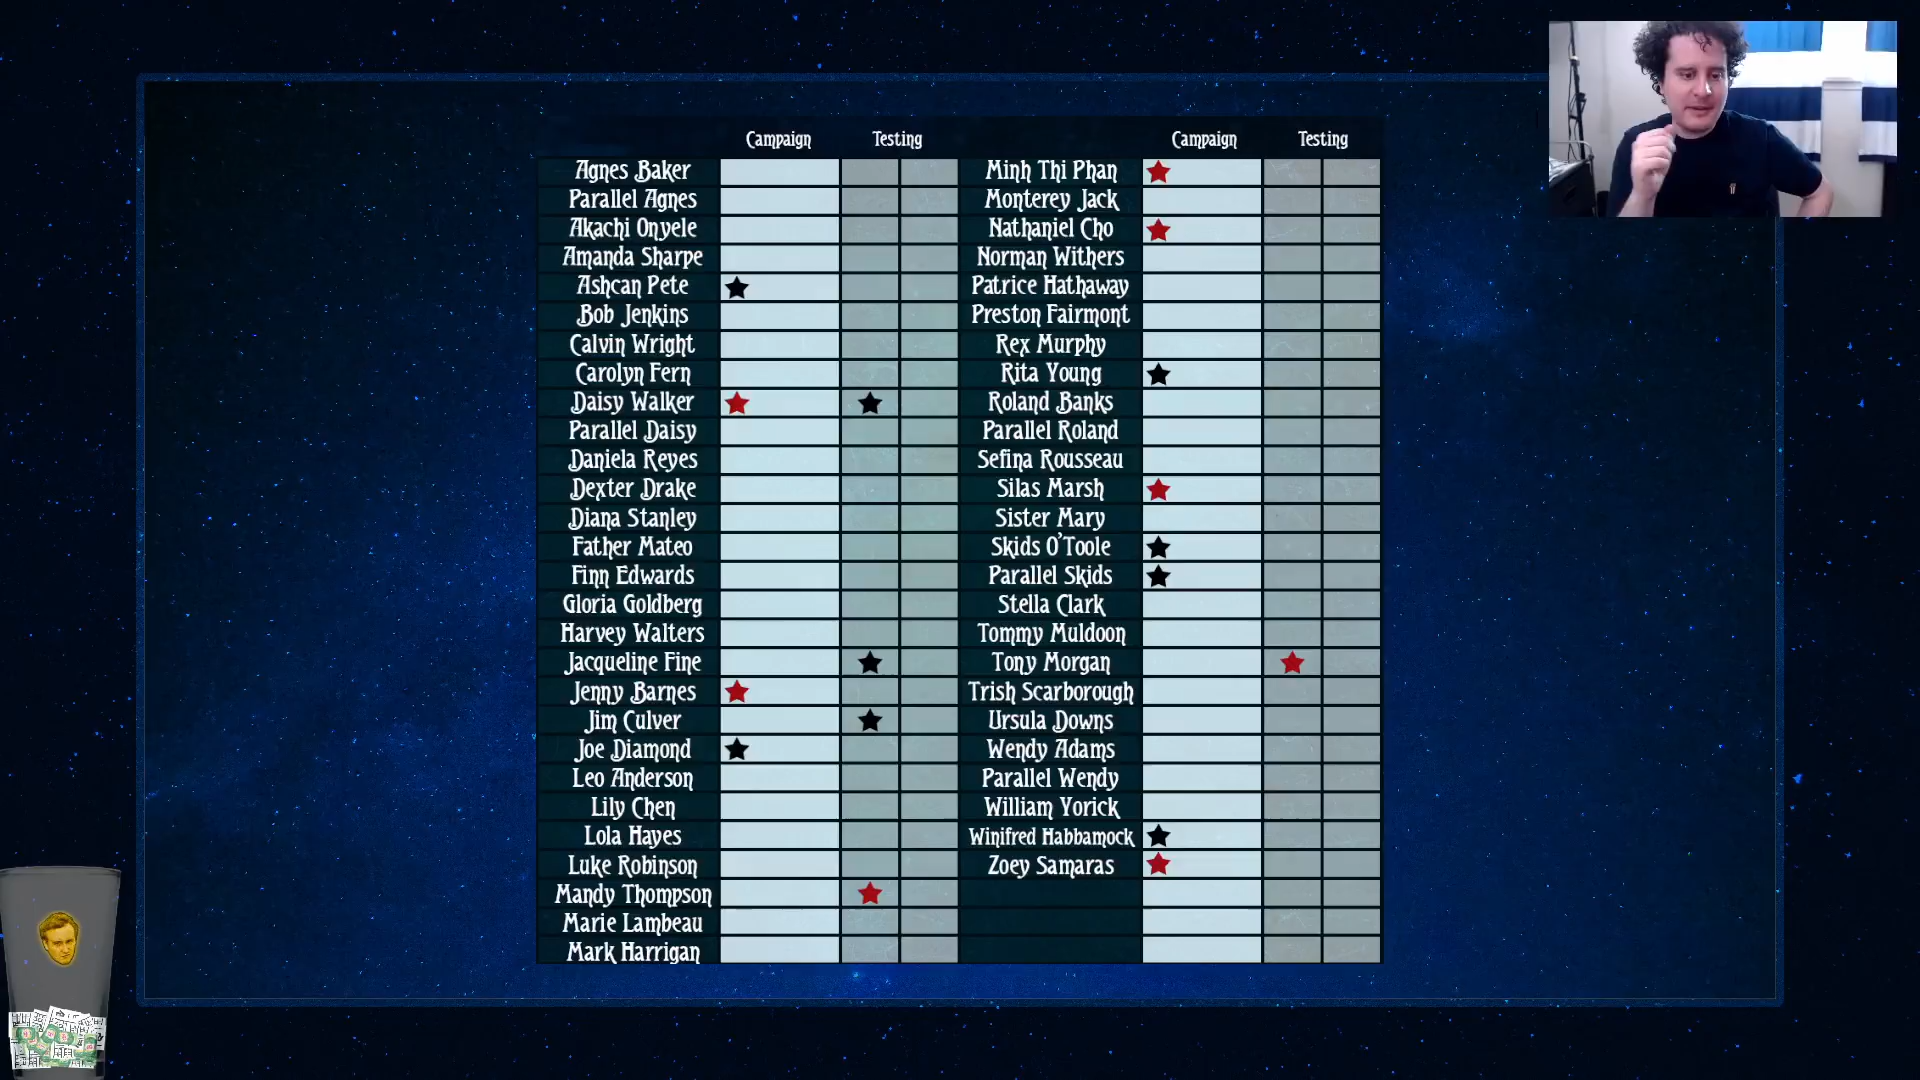 Campaign Testing Campaign Testing
Agnes Baker Minh Thi Phan
Parallel Agnes Monterey Jack
Akachi Onyele Nathaniel Cho
Amanda Sharpe Norman Withers
Ashcan Pete Patrice Hathaway
Bob Jenkins Preston Fairmont
Calvin Wright Rex Murphy
Carolyn Fern Rita Young
Daisy Walker Roland Banks
Parallel Daisy Parallel Roland
Daniela Reyes Sefina Rousseau
Dexter Drake Silas Marsh
Diana Stanley Sister Mary
Father Mateo Skids O'Toole
Finn Edwards Parallel Skids
Gloria Goldberg Stella Clark
Harvey Walters Tommy Muldoon
Jacqueline Fine Tony Morgan
Jenny Barnes Trish Scarborough
Jim Culver Ursula Downs
Joe Diamond Wendy Adams
Leo Anderson Parallel Wendy
Lily Chen William Yorick
Lola Hayes Winifred Habbamock
Luke Robinson Zoey Samaras
Mandy Thompson
Marie Lambeau
Mark Harrigan